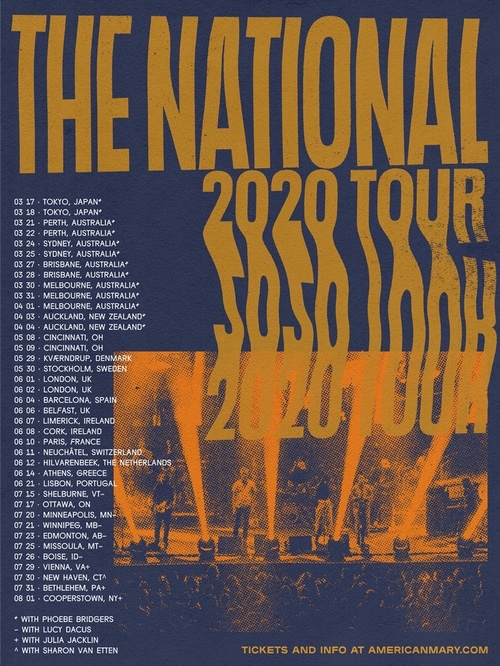 THE NATIONAL
2020 TOUR
2020 TOUR
2020 TOUR
03 17 · TOKYO, JAPAN*
03 18 · TOKYO, JAPAN*
03 21 · PERTH, AUSTRALIA*
03 22 · PERTH, AUSTRALIA*
03 24 · SYDNEY, AUSTRALIA*
03 25 · SYDNEY, AUSTRALIA*
03 27 · BRISBANE, AUSTRALIA*
03 28 · BRISBANE, AUSTRALIA*
03 30 · MELBOURNE, AUSTRALIA*
03 31 · MELBOURNE, AUSTRALIA*
04 01 · MELBOURNE, AUSTRALIA*
04 03 · AUCKLAND, NEW ZEALAND*
04 04 · AUCKLAND, NEW ZEALAND*
05 08 · CINCINATI, OH
05 09 · CINCINATI, OH
05 29 · KVÆRNDRUP, DENMARK
05 30 · STOCKHOLM, SWEDEN
06 01 · LONDON, UK
06 02 · LONDON, UK
06 04 · BARCELONA, SPAIN
06 06 · BELFAST, UK
06 07 · LIMERICK, IRELAND
06 08 · CORK, IRELAND
06 10 · PARIS, FRANCE
06 11 · NEUCHÂTEL, SWITZERLAND
06 12 · HILVARENBEEK, THE NETHERLANDS
06 14 · ATHENS, GREECE
06 21 · LISBON, PORTUGAL
07 15 · SHELBURNE, VT~
07 17 · OTTAWA, ON
07 20 · MINNEAPOLIS, MN~
07 21 · WINNIPEG, MB~
07 23 · EDMONTON, AB~
07 25 · MISSOULA, MT~
07 26 · BOISE, ID~
07 29 · VIENNA, VA+
07 30 · NEW HAVEN, CT^
07 31 · BETHLEHEM, PA+
08 01 · COOPERSTOWN, NY+
* WITH PHOEBE BRIDGERS
~ WITH LUCY DACUS
+ WITH JULIA JACKLIN
^ WITH SHARON VAN ETTEN
TICKETS AND INFO AT AMERICANMARY.COM